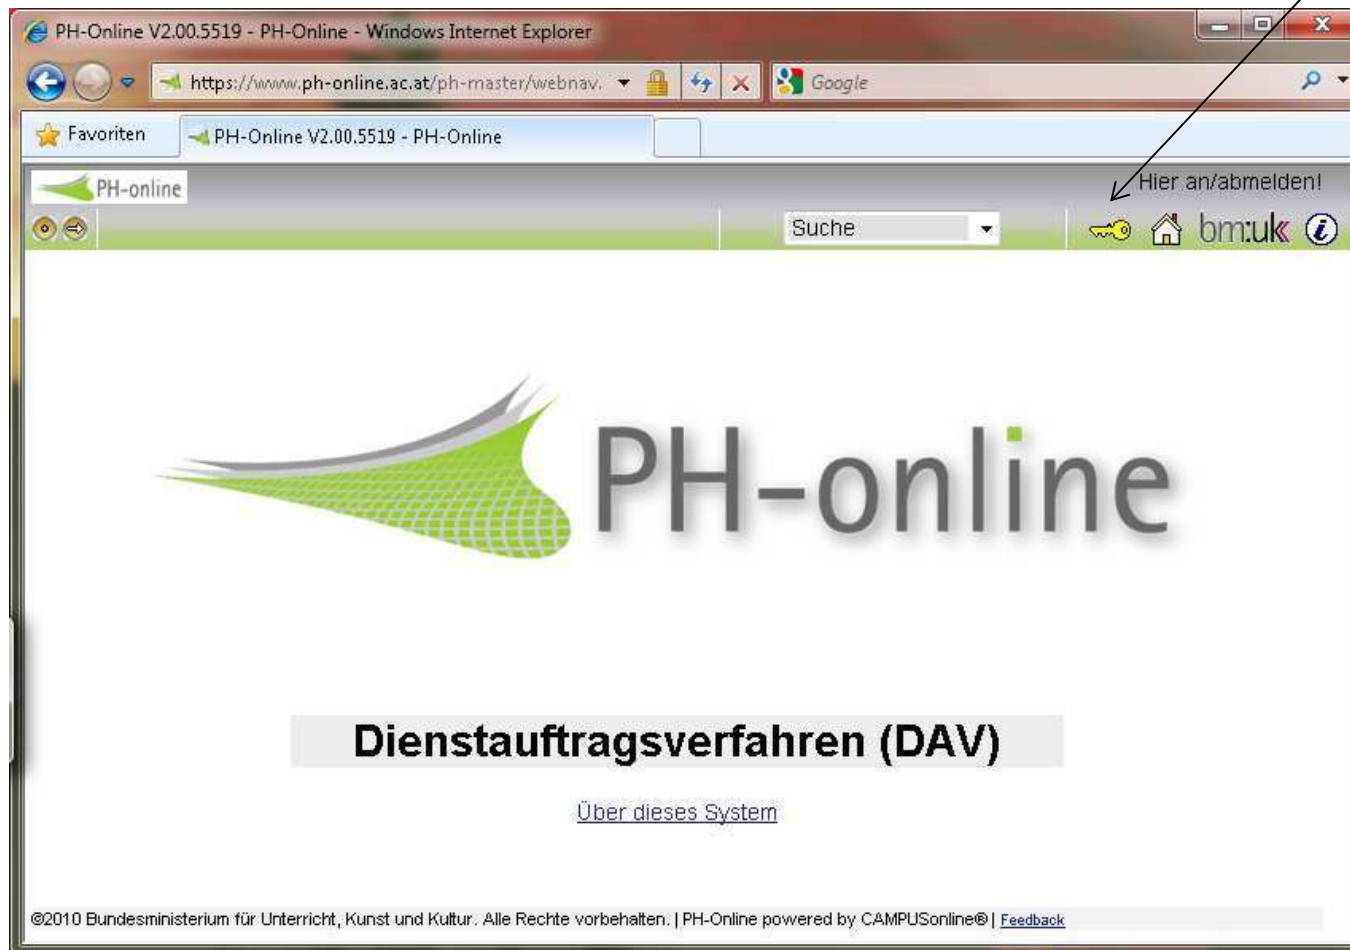 PH-Online V2.00.5519 - PH-Online - Windows Internet Explorer
https://www.ph-online.ac.at/ph-master/webnav. Google
Favoriten PH-Online V2.00.5519 - PH-Online
PH-online Hier an/abmelden!
Suche bm:uk i
PH-online
Dienstauftragsverfahren (DAV)
Über dieses System
©2010 Bundesministerium für Unterricht, Kunst und Kultur. Alle Rechte vorbehalten. | PH-Online powered by CAMPUSonline® | Feedback